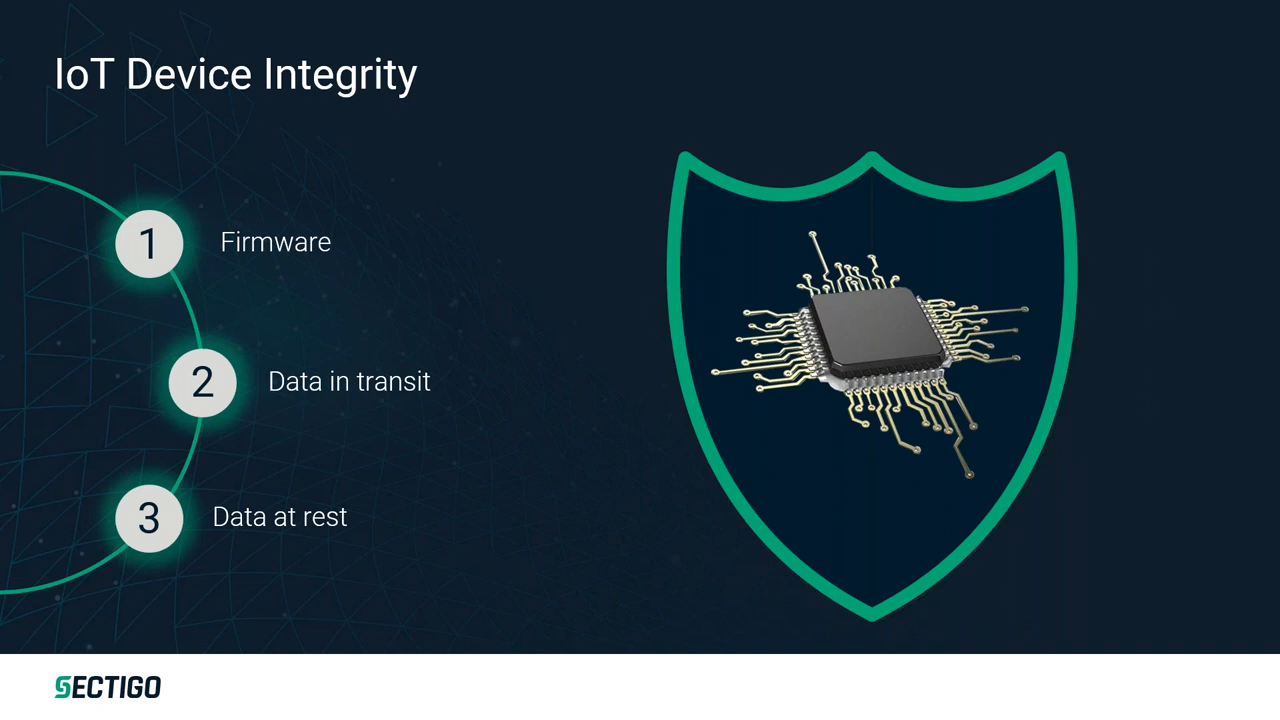 IoT Device Integrity
1 Firmware
2 Data in transit
3 Data at rest
SECTIGO